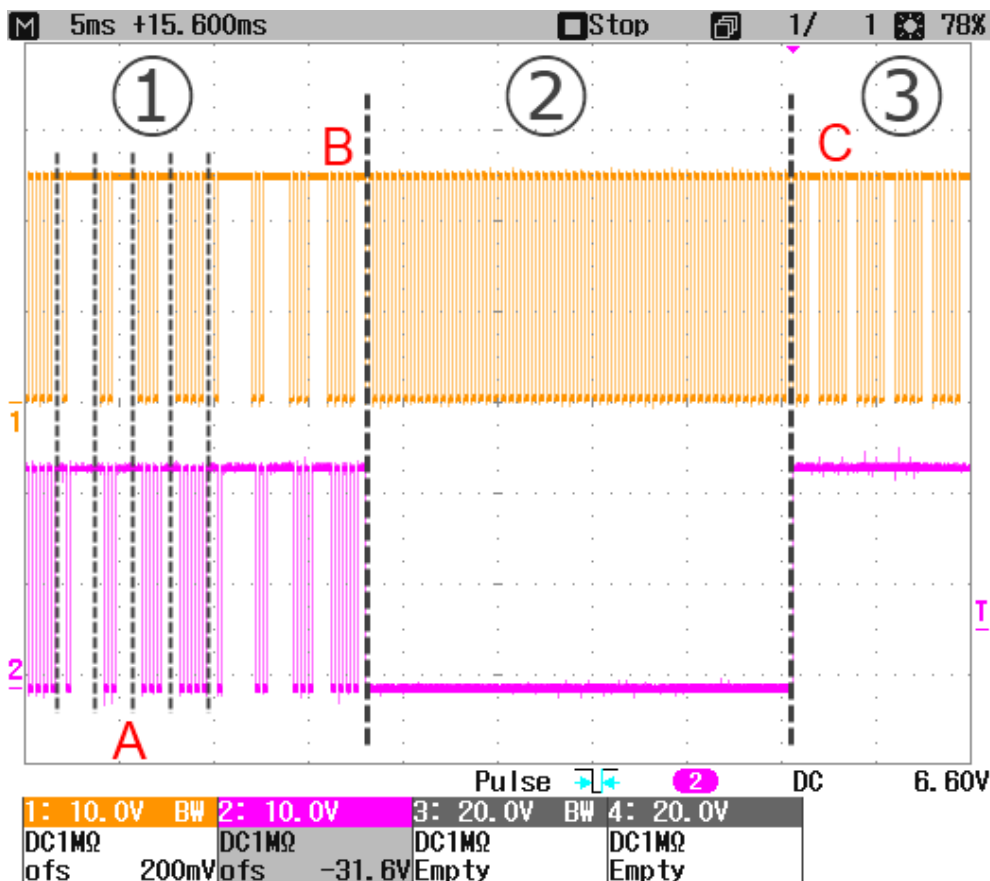 M 5ms +15.600ms Stop 1/ 1 78%
① ② ③
B C
1
T
2
A
Pulse 2 DC 6.60V
1: 10.0V BW 2: 10.0V 3: 20.0V BW 4: 20.0V
DC1MΩ DC1MΩ DC1MΩ DC1MΩ
ofs 200mV ofs -31.6V Empty Empty